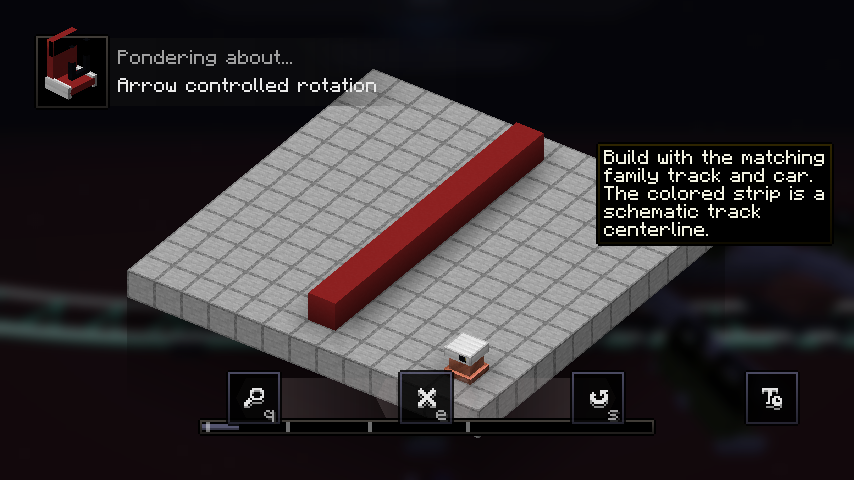 Pondering about...
Arrow controlled rotation
Build with the matching
family track and car.
The colored strip is a
schematic track
centerline.
q
e
s